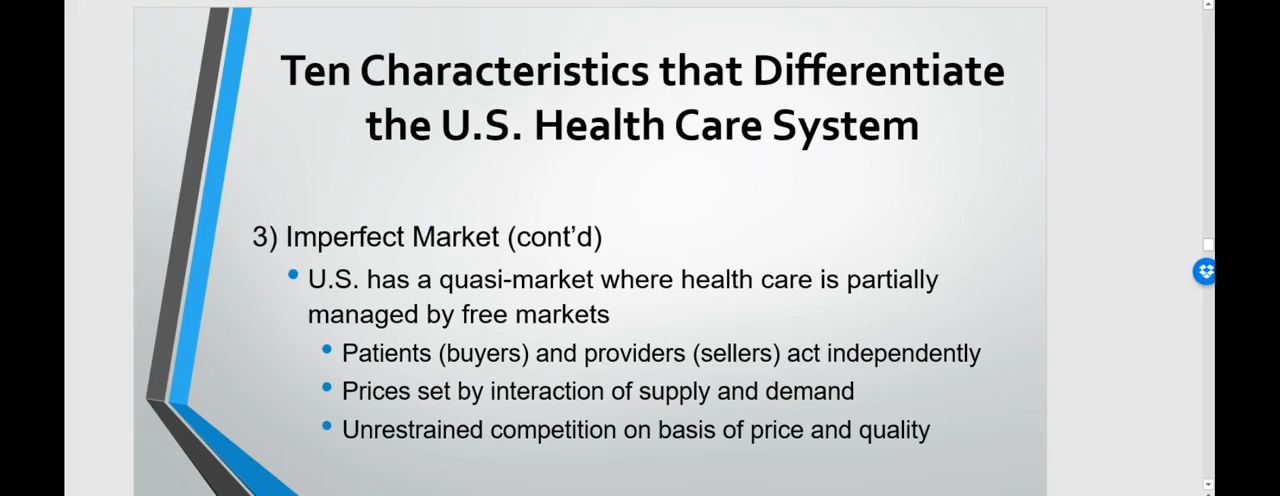 Ten Characteristics that Differentiate
the U.S. Health Care System
3) Imperfect Market (cont’d)
• U.S. has a quasi-market where health care is partially
managed by free markets
• Patients (buyers) and providers (sellers) act independently
• Prices set by interaction of supply and demand
• Unrestrained competition on basis of price and quality